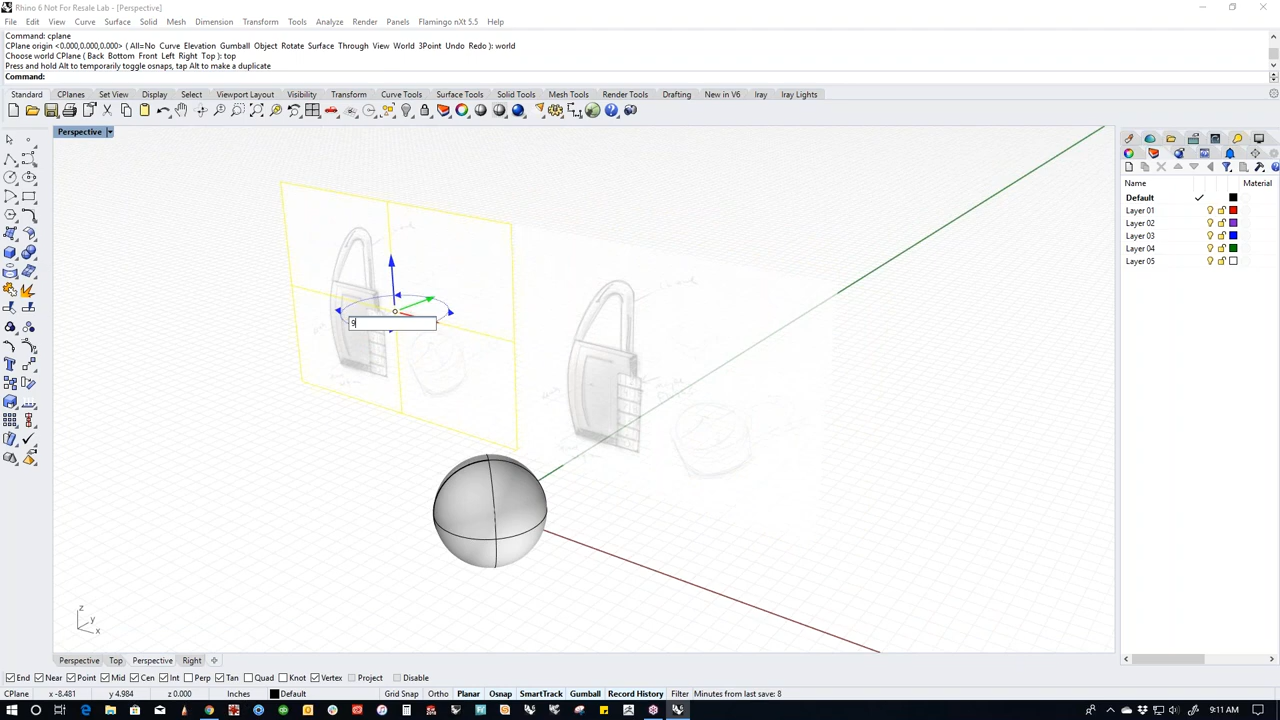 Rhino 6 Not For Resale Lab - [Perspective]
File Edit View Curve Surface Solid Mesh Dimension Transform Tools Analyze Render Panels Flamingo nXt 5.5 Help
Command: cplane
CPlane origin <0.000,0.000,0.000> ( All=No Curve Elevation Gumball Object Rotate Surface Through View World 3Point Undo Redo ): world
Choose world CPlane ( Back Bottom Front Left Right Top ): top
Press and hold Alt to temporarily toggle osnaps, tap Alt to make a duplicate
Command:
Standard CPlanes Set View Display Select Viewport Layout Visibility Transform Curve Tools Surface Tools Solid Tools Mesh Tools Render Tools Drafting New in V6 Iray Iray Lights
Perspective
Name Material
Default
Layer 01
Layer 02
Layer 03
Layer 04
Layer 05
9
z
y
x
Perspective Top Perspective Right
End Near Point Mid Cen Int Perp Tan Quad Knot Vertex Project Disable
CPlane x -8.481 y 4.984 z 0.000 Inches Default Grid Snap Ortho Planar Osnap SmartTrack Gumball Record History Filter Minutes from last save: 8
9:11 AM